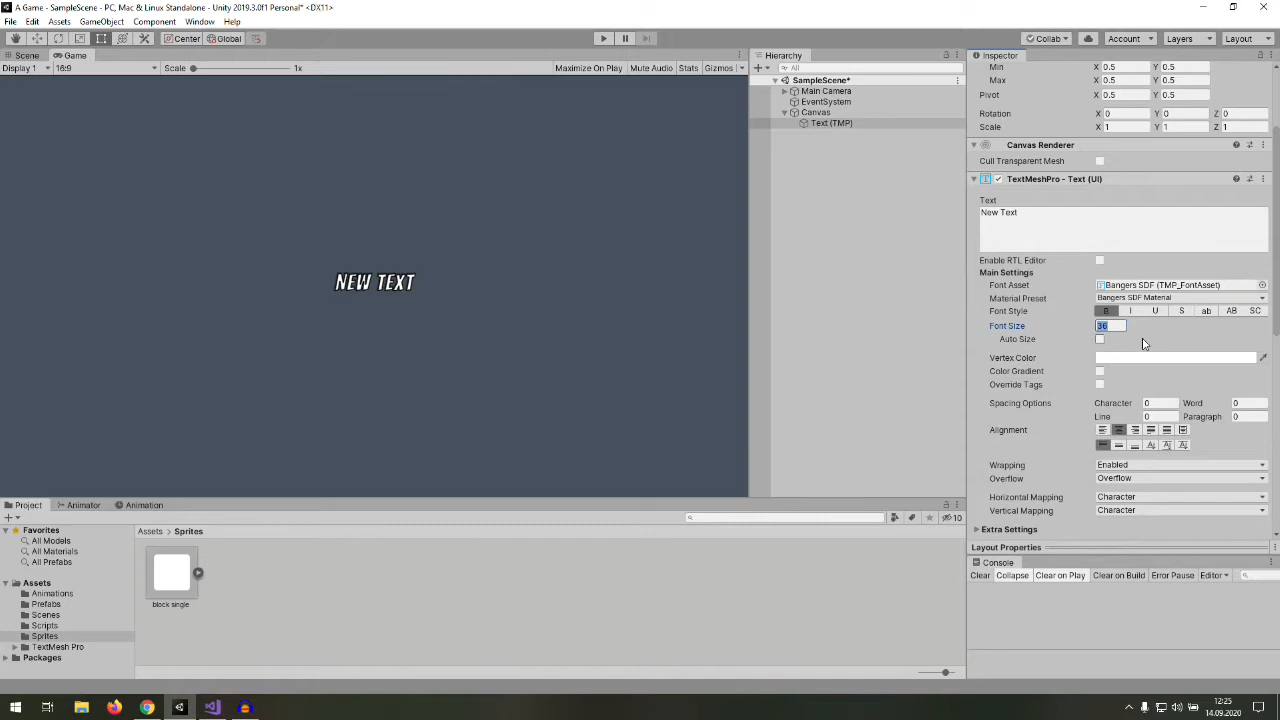 A Game - SampleScene - PC, Mac & Linux Standalone - Unity 2019.3.0f1 Personal* <DX11>
File Edit Assets GameObject Component Window Help
Center Global Collab Account Layers Layout
Scene Game
Display 1 16:9 Scale 1x Maximize On Play Mute Audio Stats Gizmos
NEW TEXT
Hierarchy
All
SampleScene*
Main Camera
EventSystem
Canvas
Text (TMP)
Inspector
Min X 0.5 Y 0.5
Max X 0.5 Y 0.5
Pivot X 0.5 Y 0.5
Rotation X 0 Y 0 Z 0
Scale X 1 Y 1 Z 1
Canvas Renderer
Cull Transparent Mesh
TextMeshPro - Text (UI)
Text
New Text
Enable RTL Editor
Main Settings
Font Asset Bangers SDF (TMP_FontAsset)
Material Preset Bangers SDF Material
Font Style B I U S ab AB SC
Font Size 36
Auto Size
Vertex Color
Color Gradient
Override Tags
Spacing Options Character 0 Word 0
Line 0 Paragraph 0
Alignment
Wrapping Enabled
Overflow Overflow
Horizontal Mapping Character
Vertical Mapping Character
Extra Settings
Layout Properties
Console
Clear Collapse Clear on Play Clear on Build Error Pause Editor
Project Animator Animation
10
Favorites
All Models
All Materials
All Prefabs
Assets
Animations
Prefabs
Scenes
Scripts
Sprites
TextMesh Pro
Packages
Assets Sprites
block single
12:25
14.09.2020